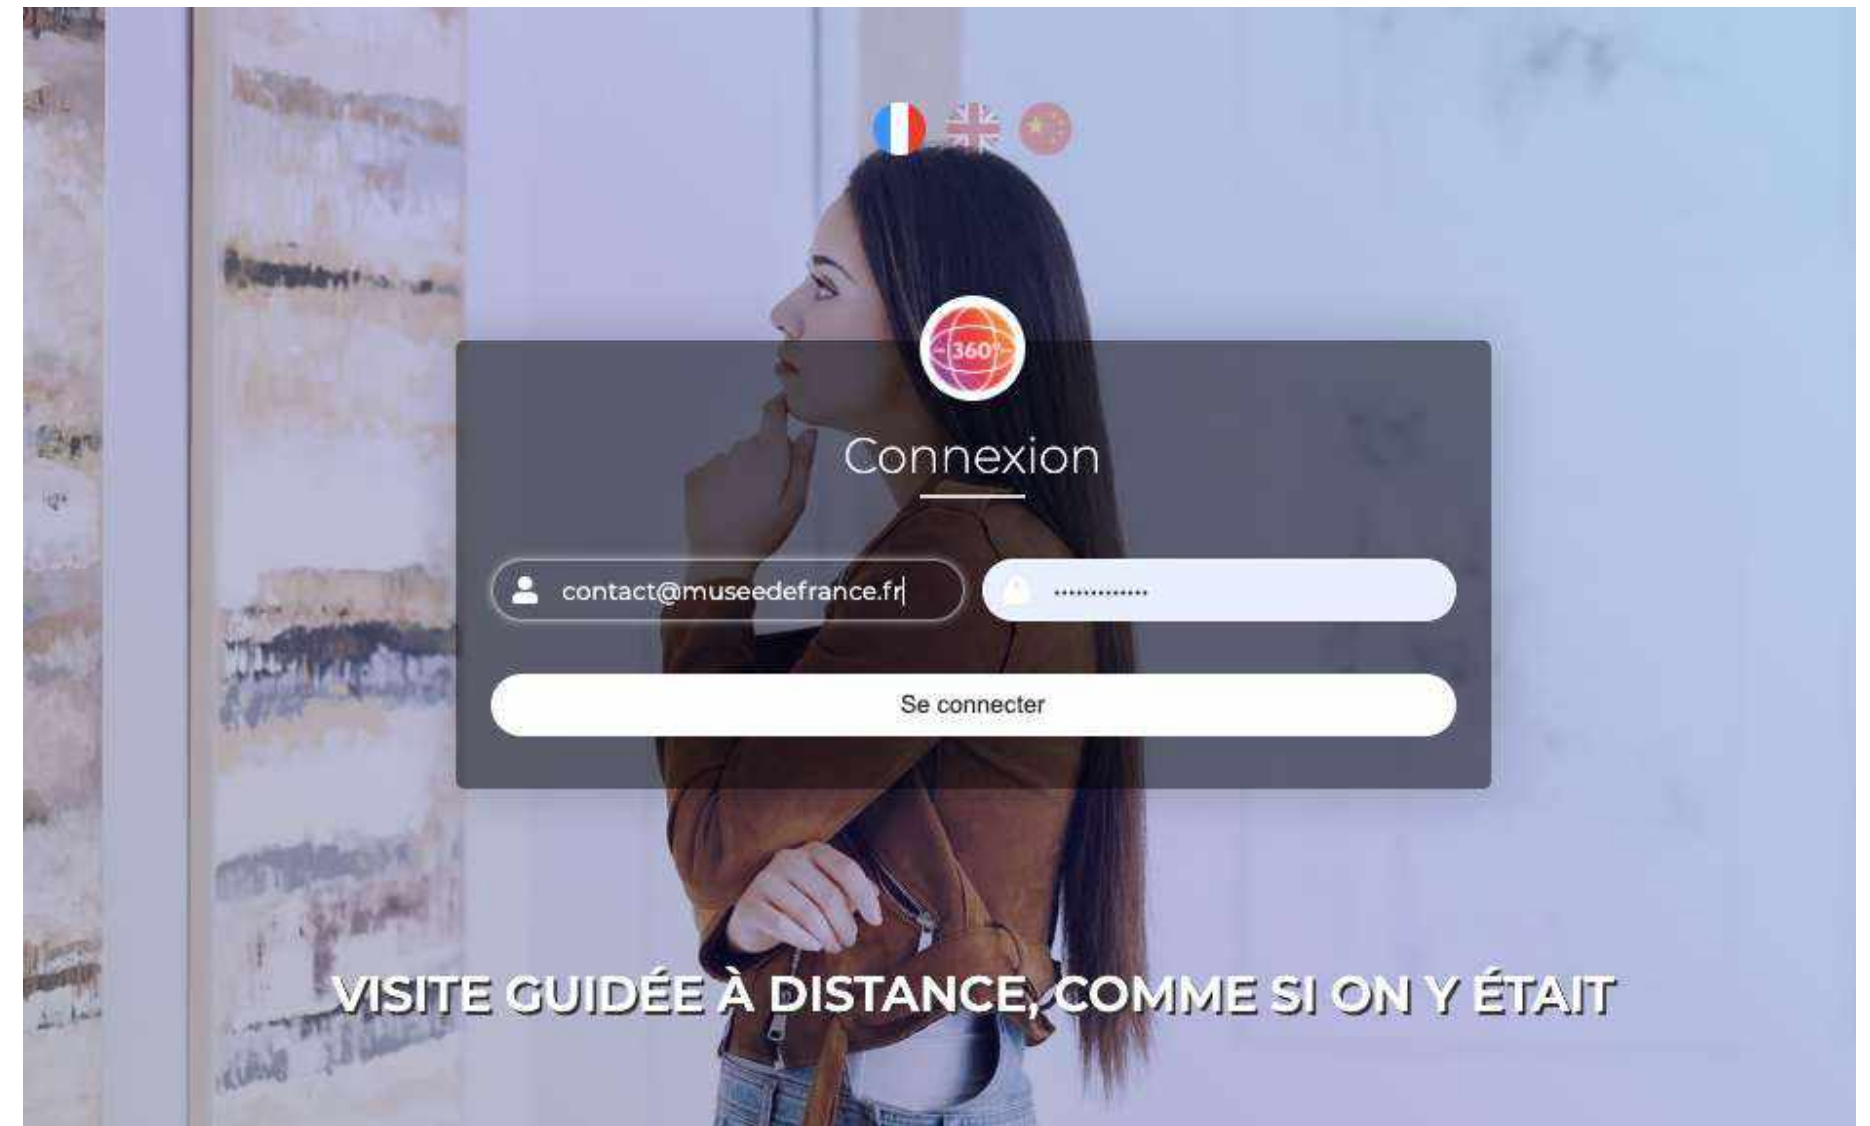 360°
Connexion
contact@museedefrance.fr
.............
Se connecter
VISITE GUIDÉE À DISTANCE, COMME SI ON Y ÉTAIT